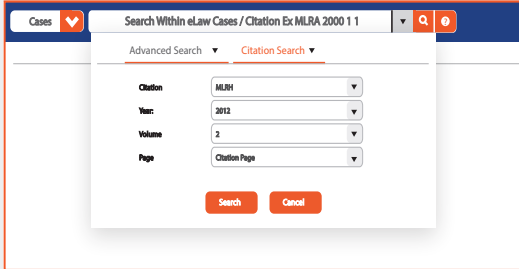 Cases Search Within eLaw Cases / Citation Ex MLRA 2000 1 1 ?
Advanced Search Citation Search
Citation MLRH
Year: 2012
Volume 2
Page Citation Page
Search Cancel